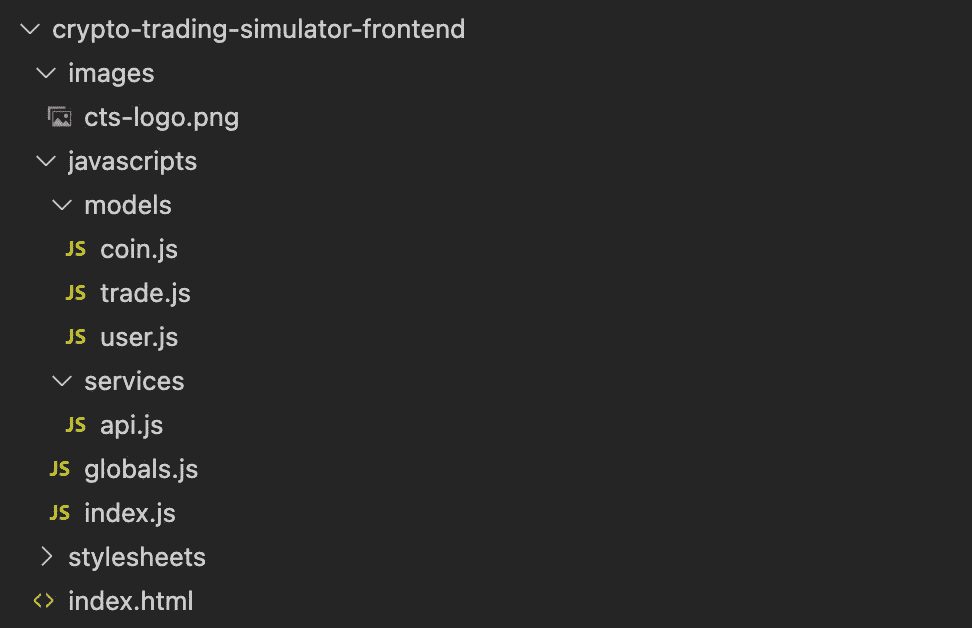 crypto-trading-simulator-frontend
images
cts-logo.png
javascripts
models
JS coin.js
JS trade.js
JS user.js
services
JS api.js
JS globals.js
JS index.js
stylesheets
<> index.html